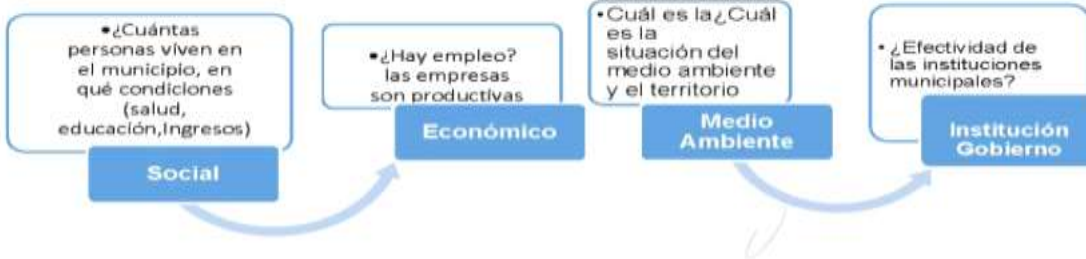 •¿Cuántas
personas viven en
el municipio, en
qué condiciones
(salud,
educación,Ingresos)
Social
•¿Hay empleo?
las empresas
son productivas
Económico
•Cuál es la¿Cuál
es la
situación del
medio ambiente
y el territorio
Medio
Ambiente
• ¿Efectividad de
las instituciones
municipales?
Institución
Gobierno